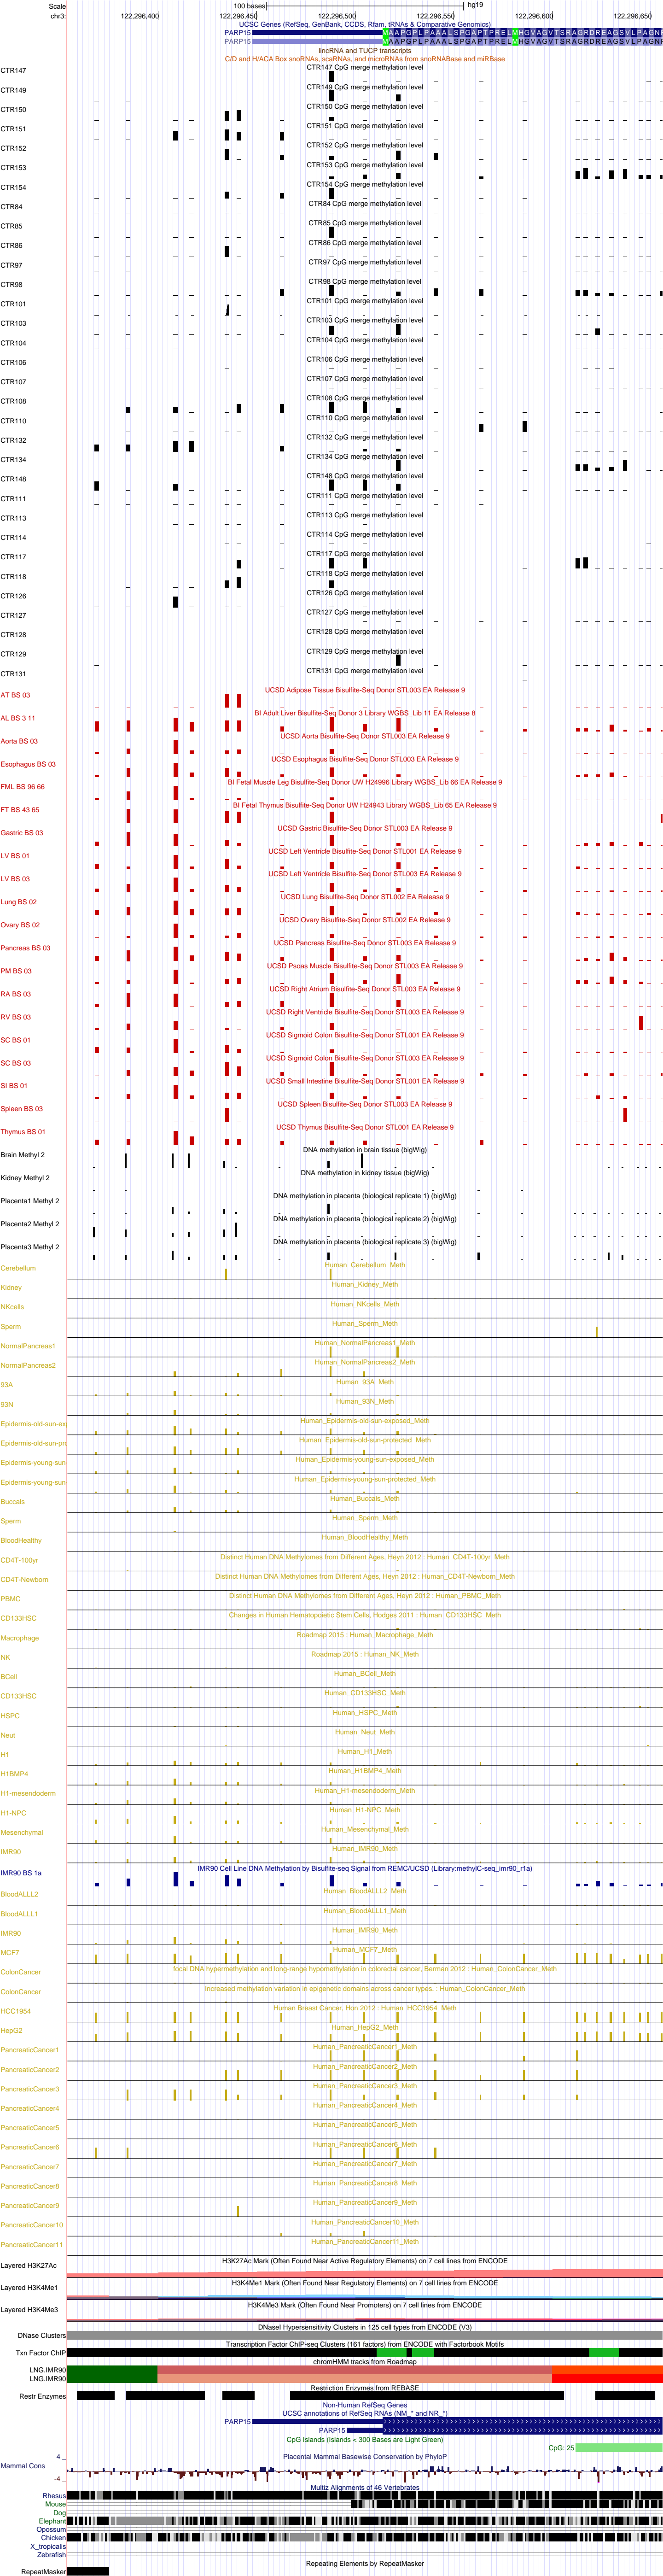 Scale 100 bases hg19
chr3: 122,296,400 122,296,450 122,296,500 122,296,550 122,296,600 122,296,650
UCSC Genes (RefSeq, GenBank, CCDS, Rfam, tRNAs & Comparative Genomics)
PARP15 MAAPGPLPAAALSPGAPTPRELMHGVAGVTSRAGRDREAGSVLPAGN
PARP15 MAAPGPLPAAALSPGAPTPRELMHGVAGVTSRAGRDREAGSVLPAGN
lincRNA and TUCP transcripts
C/D and H/ACA Box snoRNAs, scaRNAs, and microRNAs from snoRNABase and miRBase
CTR147 CTR147 CpG merge methylation level
CTR149 CTR149 CpG merge methylation level
CTR150 CTR150 CpG merge methylation level
CTR151 CTR151 CpG merge methylation level
CTR152 CTR152 CpG merge methylation level
CTR153 CTR153 CpG merge methylation level
CTR154 CTR154 CpG merge methylation level
CTR84 CTR84 CpG merge methylation level
CTR85 CTR85 CpG merge methylation level
CTR86 CTR86 CpG merge methylation level
CTR97 CTR97 CpG merge methylation level
CTR98 CTR98 CpG merge methylation level
CTR101 CTR101 CpG merge methylation level
CTR103 CTR103 CpG merge methylation level
CTR104 CTR104 CpG merge methylation level
CTR106 CTR106 CpG merge methylation level
CTR107 CTR107 CpG merge methylation level
CTR108 CTR108 CpG merge methylation level
CTR110 CTR110 CpG merge methylation level
CTR132 CTR132 CpG merge methylation level
CTR134 CTR134 CpG merge methylation level
CTR148 CTR148 CpG merge methylation level
CTR111 CTR111 CpG merge methylation level
CTR113 CTR113 CpG merge methylation level
CTR114 CTR114 CpG merge methylation level
CTR117 CTR117 CpG merge methylation level
CTR118 CTR118 CpG merge methylation level
CTR126 CTR126 CpG merge methylation level
CTR127 CTR127 CpG merge methylation level
CTR128 CTR128 CpG merge methylation level
CTR129 CTR129 CpG merge methylation level
CTR131 CTR131 CpG merge methylation level
AT BS 03 UCSD Adipose Tissue Bisulfite-Seq Donor STL003 EA Release 9
AL BS 3 11 BI Adult Liver Bisulfite-Seq Donor 3 Library WGBS_Lib 11 EA Release 8
Aorta BS 03 UCSD Aorta Bisulfite-Seq Donor STL003 EA Release 9
Esophagus BS 03 UCSD Esophagus Bisulfite-Seq Donor STL003 EA Release 9
FML BS 96 66 BI Fetal Muscle Leg Bisulfite-Seq Donor UW H24996 Library WGBS_Lib 66 EA Release 9
FT BS 43 65 BI Fetal Thymus Bisulfite-Seq Donor UW H24943 Library WGBS_Lib 65 EA Release 9
Gastric BS 03 UCSD Gastric Bisulfite-Seq Donor STL003 EA Release 9
LV BS 01 UCSD Left Ventricle Bisulfite-Seq Donor STL001 EA Release 9
LV BS 03 UCSD Left Ventricle Bisulfite-Seq Donor STL003 EA Release 9
Lung BS 02 UCSD Lung Bisulfite-Seq Donor STL002 EA Release 9
Ovary BS 02 UCSD Ovary Bisulfite-Seq Donor STL002 EA Release 9
Pancreas BS 03 UCSD Pancreas Bisulfite-Seq Donor STL003 EA Release 9
PM BS 03 UCSD Psoas Muscle Bisulfite-Seq Donor STL003 EA Release 9
RA BS 03 UCSD Right Atrium Bisulfite-Seq Donor STL003 EA Release 9
RV BS 03 UCSD Right Ventricle Bisulfite-Seq Donor STL003 EA Release 9
SC BS 01 UCSD Sigmoid Colon Bisulfite-Seq Donor STL001 EA Release 9
SC BS 03 UCSD Sigmoid Colon Bisulfite-Seq Donor STL003 EA Release 9
SI BS 01 UCSD Small Intestine Bisulfite-Seq Donor STL001 EA Release 9
Spleen BS 03 UCSD Spleen Bisulfite-Seq Donor STL003 EA Release 9
Thymus BS 01 UCSD Thymus Bisulfite-Seq Donor STL001 EA Release 9
Brain Methyl 2 DNA methylation in brain tissue (bigWig)
Kidney Methyl 2 DNA methylation in kidney tissue (bigWig)
Placenta1 Methyl 2 DNA methylation in placenta (biological replicate 1) (bigWig)
Placenta2 Methyl 2 DNA methylation in placenta (biological replicate 2) (bigWig)
Placenta3 Methyl 2 DNA methylation in placenta (biological replicate 3) (bigWig)
Cerebellum Human_Cerebellum_Meth
Kidney Human_Kidney_Meth
NKcells Human_NKcells_Meth
Sperm Human_Sperm_Meth
NormalPancreas1 Human_NormalPancreas1_Meth
NormalPancreas2 Human_NormalPancreas2_Meth
93A Human_93A_Meth
93N Human_93N_Meth
Epidermis-old-sun-ex Human_Epidermis-old-sun-exposed_Meth
Epidermis-old-sun-pr Human_Epidermis-old-sun-protected_Meth
Epidermis-young-sun Human_Epidermis-young-sun-exposed_Meth
Epidermis-young-sun Human_Epidermis-young-sun-protected_Meth
Buccals Human_Buccals_Meth
Sperm Human_Sperm_Meth
BloodHealthy Human_BloodHealthy_Meth
CD4T-100yr Distinct Human DNA Methylomes from Different Ages, Heyn 2012 : Human_CD4T-100yr_Meth
CD4T-Newborn Distinct Human DNA Methylomes from Different Ages, Heyn 2012 : Human_CD4T-Newborn_Meth
PBMC Distinct Human DNA Methylomes from Different Ages, Heyn 2012 : Human_PBMC_Meth
CD133HSC Changes in Human Hematopoietic Stem Cells, Hodges 2011 : Human_CD133HSC_Meth
Macrophage Roadmap 2015 : Human_Macrophage_Meth
NK Roadmap 2015 : Human_NK_Meth
BCell Human_BCell_Meth
CD133HSC Human_CD133HSC_Meth
HSPC Human_HSPC_Meth
Neut Human_Neut_Meth
H1 Human_H1_Meth
H1BMP4 Human_H1BMP4_Meth
H1-mesendoderm Human_H1-mesendoderm_Meth
H1-NPC Human_H1-NPC_Meth
Mesenchymal Human_Mesenchymal_Meth
IMR90 Human_IMR90_Meth
IMR90 BS 1a IMR90 Cell Line DNA Methylation by Bisulfite-seq Signal from REMC/UCSD (Library:methylC-seq_imr90_r1a)
BloodALLL2 Human_BloodALLL2_Meth
BloodALLL1 Human_BloodALLL1_Meth
IMR90 Human_IMR90_Meth
MCF7 Human_MCF7_Meth
ColonCancer focal DNA hypermethylation and long-range hypomethylation in colorectal cancer, Berman 2012 : Human_ColonCancer_Meth
ColonCancer Increased methylation variation in epigenetic domains across cancer types. : Human_ColonCancer_Meth
HCC1954 Human Breast Cancer, Hon 2012 : Human_HCC1954_Meth
HepG2 Human_HepG2_Meth
PancreaticCancer1 Human_PancreaticCancer1_Meth
PancreaticCancer2 Human_PancreaticCancer2_Meth
PancreaticCancer3 Human_PancreaticCancer3_Meth
PancreaticCancer4 Human_PancreaticCancer4_Meth
PancreaticCancer5 Human_PancreaticCancer5_Meth
PancreaticCancer6 Human_PancreaticCancer6_Meth
PancreaticCancer7 Human_PancreaticCancer7_Meth
PancreaticCancer8 Human_PancreaticCancer8_Meth
PancreaticCancer9 Human_PancreaticCancer9_Meth
PancreaticCancer10 Human_PancreaticCancer10_Meth
PancreaticCancer11 Human_PancreaticCancer11_Meth
Layered H3K27Ac H3K27Ac Mark (Often Found Near Active Regulatory Elements) on 7 cell lines from ENCODE
Layered H3K4Me1 H3K4Me1 Mark (Often Found Near Regulatory Elements) on 7 cell lines from ENCODE
Layered H3K4Me3 H3K4Me3 Mark (Often Found Near Promoters) on 7 cell lines from ENCODE
DNaseI Hypersensitivity Clusters in 125 cell types from ENCODE (V3)
DNase Clusters
Transcription Factor ChIP-seq Clusters (161 factors) from ENCODE with Factorbook Motifs
Txn Factor ChIP
chromHMM tracks from Roadmap
LNG.IMR90
LNG.IMR90
Restriction Enzymes from REBASE
Restr Enzymes
Non-Human RefSeq Genes
UCSC annotations of RefSeq RNAs (NM_* and NR_*)
PARP15
PARP15
CpG Islands (Islands < 300 Bases are Light Green)
CpG: 25
4 _ Placental Mammal Basewise Conservation by PhyloP
Mammal Cons
-4 _
Multiz Alignments of 46 Vertebrates
Rhesus
Mouse
Dog
Elephant
Opossum
Chicken
X_tropicalis
Zebrafish
Repeating Elements by RepeatMasker
RepeatMasker